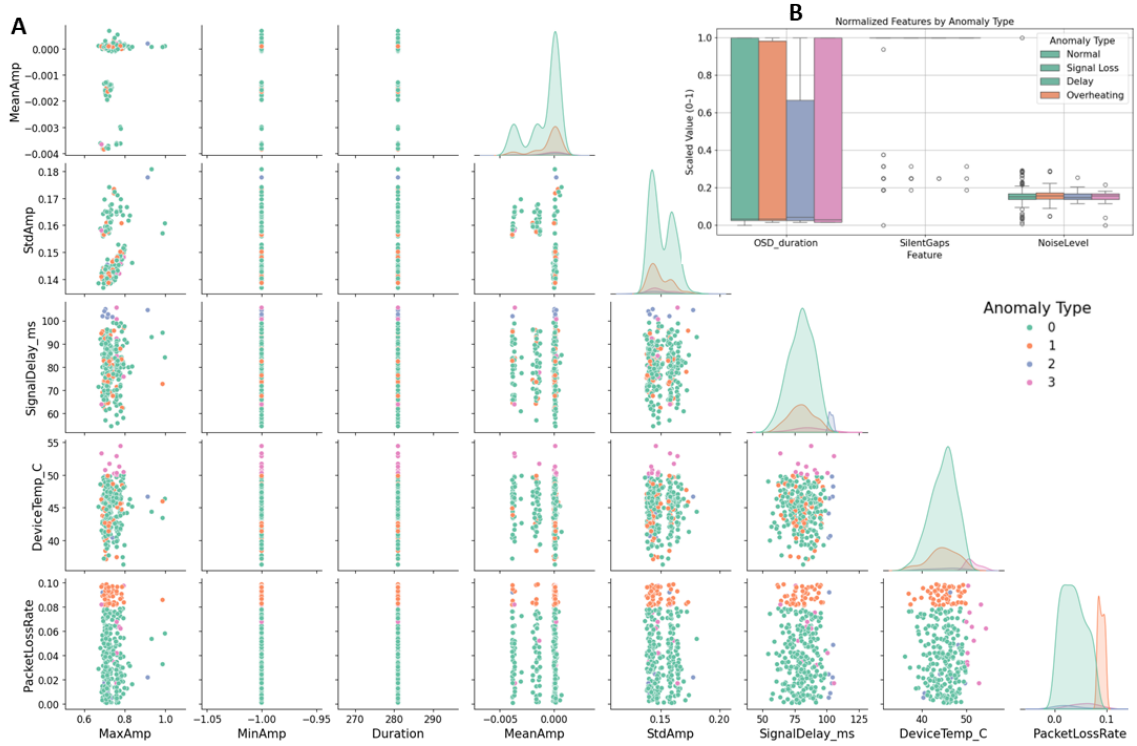 A
B
Normalized Features by Anomaly Type
1.0
0.8
0.6
0.4
0.2
0.0
Scaled Value (0–1)
Anomaly Type
Normal
Signal Loss
Delay
Overheating
OSD_duration
SilentGaps
NoiseLevel
Feature
MeanAmp
0.000
−0.001
−0.002
−0.003
−0.004
StdAmp
0.18
0.17
0.16
0.15
0.14
SignalDelay_ms
100
90
80
70
60
Anomaly Type
0
1
2
3
DeviceTemp_C
55
50
45
40
PacketLossRate
0.10
0.08
0.06
0.04
0.02
0.00
0.6 0.8 1.0
MaxAmp
−1.05 −1.00 −0.95
MinAmp
270 280 290
Duration
−0.005 0.000
MeanAmp
0.15 0.20
StdAmp
50 75 100 125
SignalDelay_ms
40 50 60
DeviceTemp_C
0.0 0.1
PacketLossRate